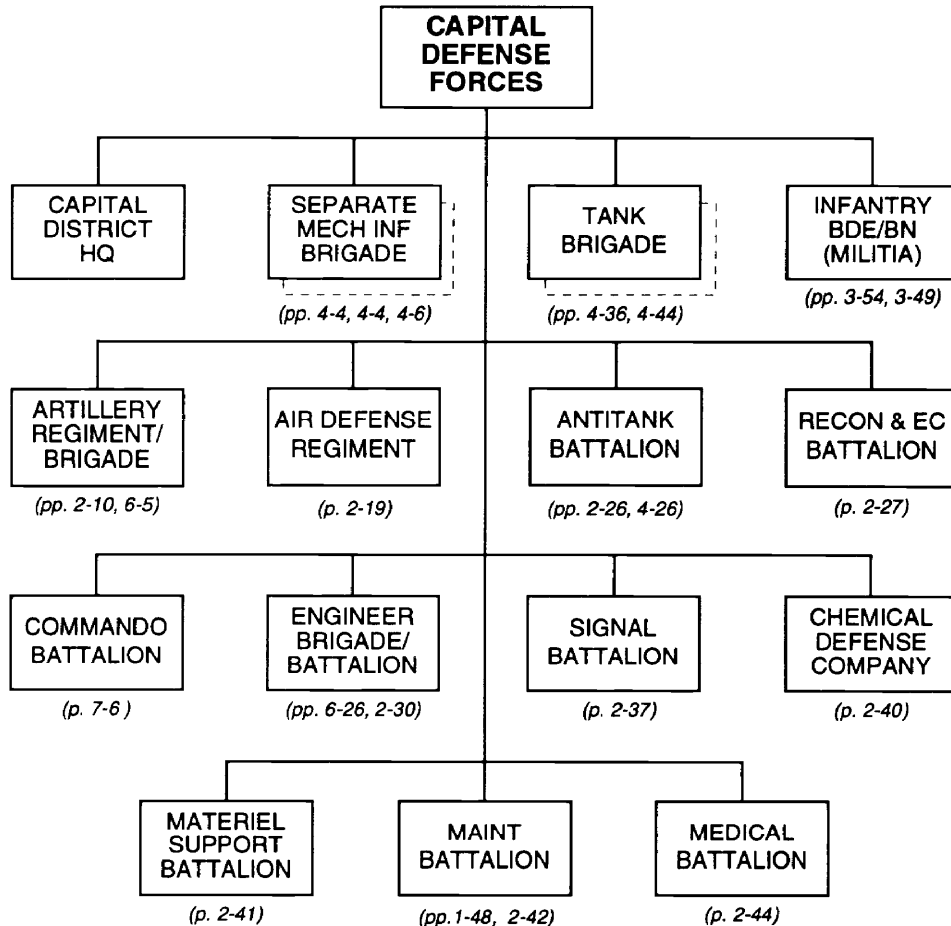 CAPITAL
DEFENSE
FORCES
CAPITAL
DISTRICT
HQ
SEPARATE
MECH INF
BRIGADE
(pp. 4-4, 4-4, 4-6)
TANK
BRIGADE
(pp. 4-36, 4-44)
INFANTRY
BDE/BN
(MILITIA)
(pp. 3-54, 3-49)
ARTILLERY
REGIMENT/
BRIGADE
(pp. 2-10, 6-5)
AIR DEFENSE
REGIMENT
(p. 2-19)
ANTITANK
BATTALION
(pp. 2-26, 4-26)
RECON & EC
BATTALION
(p. 2-27)
COMMANDO
BATTALION
(p. 7-6 )
ENGINEER
BRIGADE/
BATTALION
(pp. 6-26, 2-30)
SIGNAL
BATTALION
(p. 2-37)
CHEMICAL
DEFENSE
COMPANY
(p. 2-40)
MATERIEL
SUPPORT
BATTALION
(p. 2-41)
MAINT
BATTALION
(pp.1-48, 2-42)
MEDICAL
BATTALION
(p. 2-44)